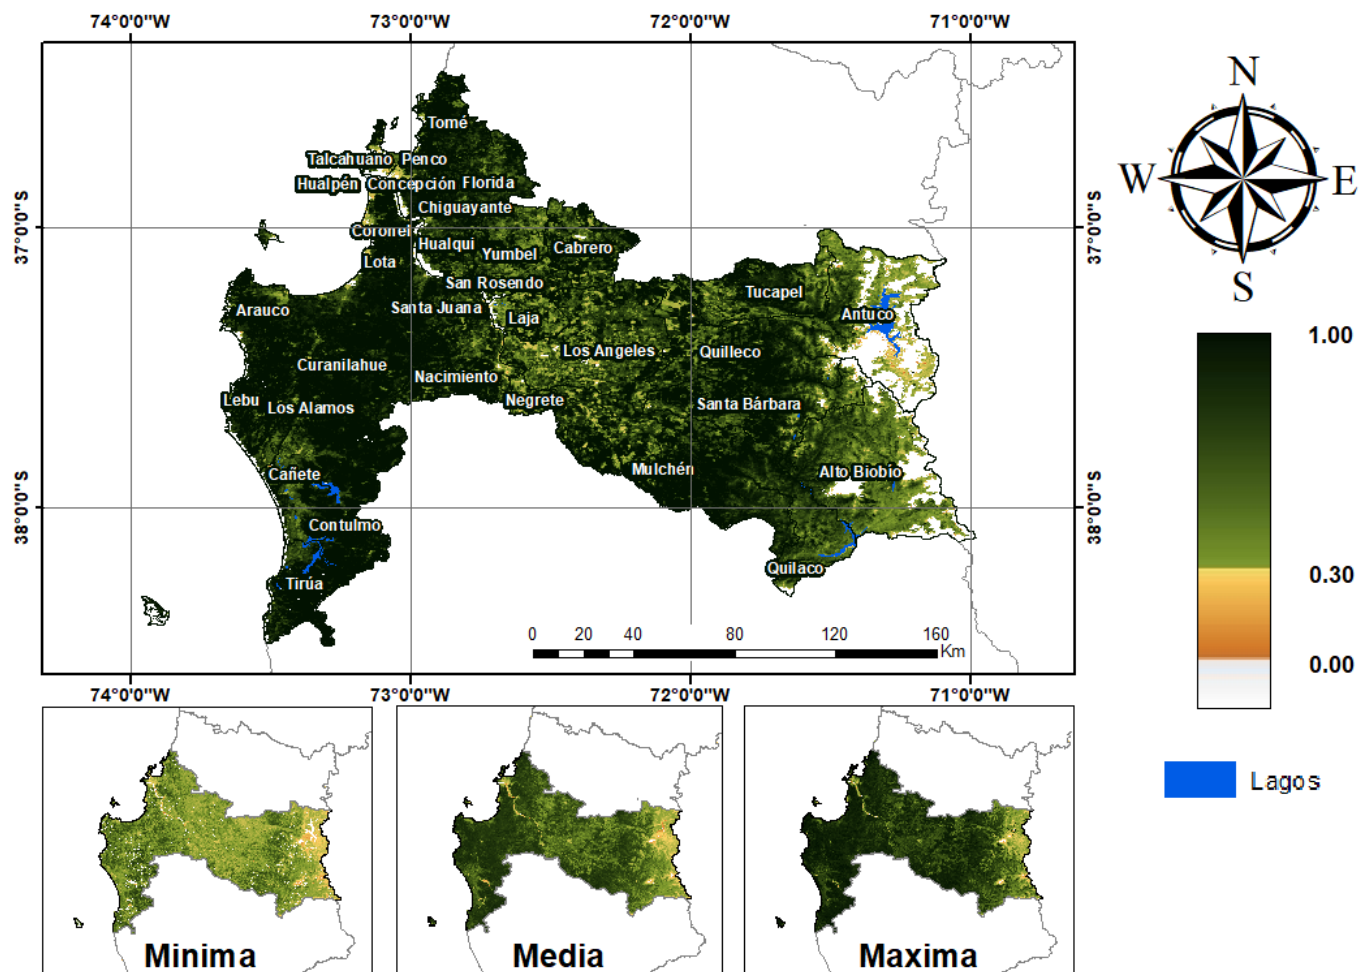 74°0'0"W 73°0'0"W 72°0'0"W 71°0'0"W
N
W E
S
37°0'0"S 37°0'0"S
38°0'0"S 38°0'0"S
Tomé
Talcahuano Penco
Hualpén Concepción Florida
Chiguayante
Coronel
Hualqui
Cabrero
Yumbel
Lota
San Rosendo
Tucapel
Arauco
Santa Juana
Laja
Antuco
Los Angeles
Quilleco
Curanilahue
Nacimiento
Lebu
Los Alamos
Negrete
Santa Bárbara
Cañete
Mulchén
Alto Biobio
Contulmo
Quilaco
Tirúa
0 20 40 80 120 160
Km
74°0'0"W 73°0'0"W 72°0'0"W 71°0'0"W
1.00
0.30
0.00
Lagos
Minima
Media
Maxima